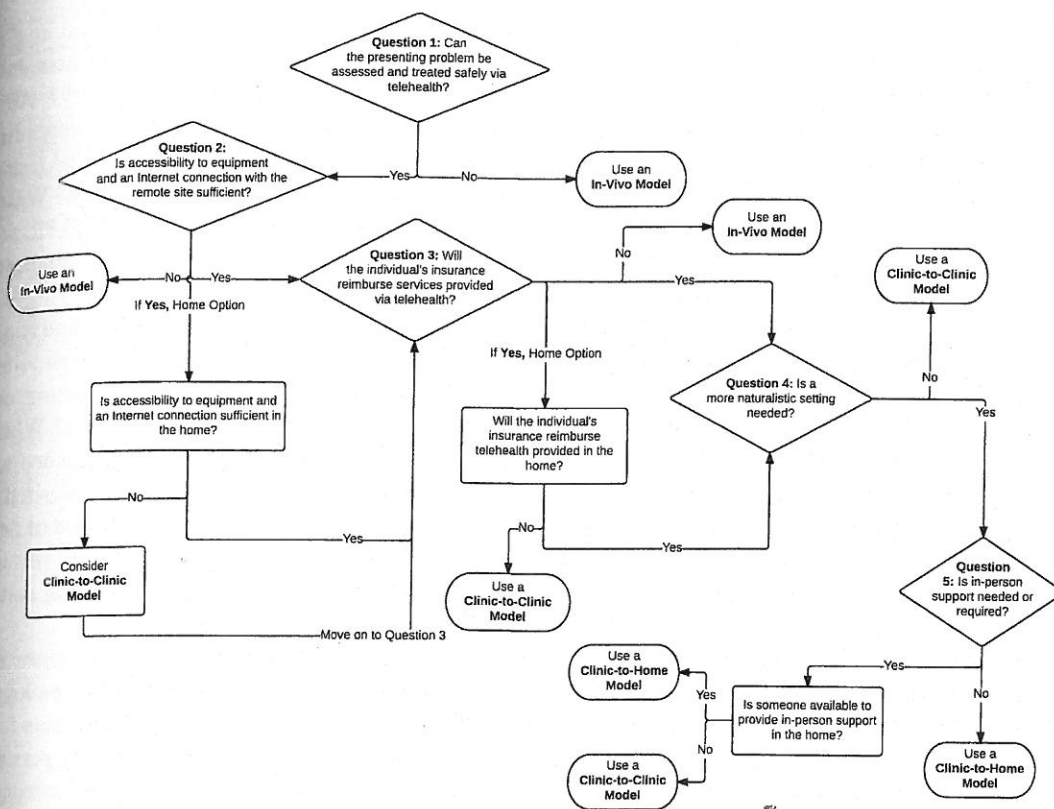 Question 1: Can
the presenting problem be
assessed and treated safely via
telehealth?
Question 2:
Is accessibility to equipment
and an Internet connection with the
remote site sufficient?
Yes
No
Use an
In-Vivo Model
Use an
In-Vivo Model
No
Yes
Question 3: Will
the individual's insurance
reimburse services provided
via telehealth?
No
Use an
In-Vivo Model
Yes
Use a
Clinic-to-Clinic
Model
If Yes, Home Option
If Yes, Home Option
Is accessibility to equipment and
an Internet connection sufficient in
the home?
Will the individual's
insurance reimburse
telehealth provided in the
home?
Question 4: Is a
more naturalistic setting
needed?
No
Yes
No
Yes
Consider
Clinic-to-Clinic
Model
Move on to Question 3
No
Yes
Use a
Clinic-to-Clinic
Model
Question
5: Is in-person
support needed or
required?
Yes
No
Use a
Clinic-to-Home
Model
Yes
No
Is someone available to
provide in-person support
in the home?
Use a
Clinic-to-Clinic
Model
Use a
Clinic-to-Home
Model